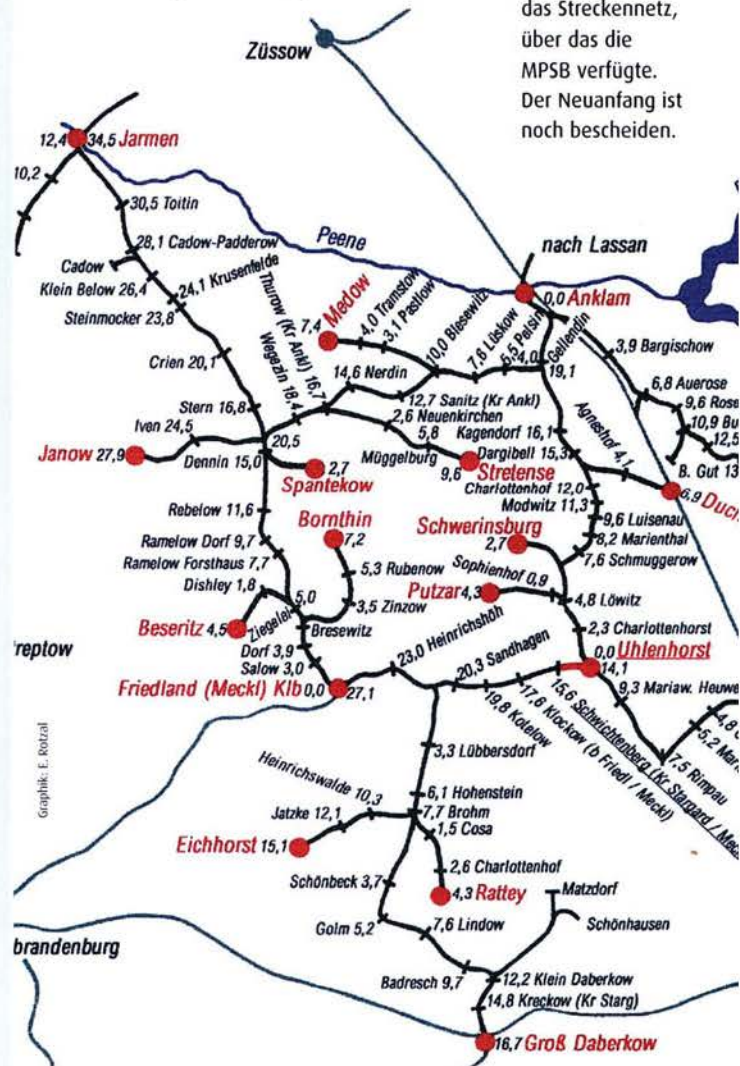 das Streckennetz,
über das die
MPSB verfügte.
Der Neuanfang ist
noch bescheiden.
Züssow
12,4 34,5 Jarmen
10,2
30,5 Toitin
Peene
28,1 Cadow-Padderow
Cadow
Klein Below 26,4
24,1 Krusenfelde
Steinmocker 23,8
nach Lassan
0,0 Anklam
Thurow (Kr Ankl) 16,7
Wegezin 18,4
7,4 Medow
4,0 Tramstow
3,1 Pastlow
10,0 Blesewitz
7,6 Lüskow
5,5 Pelsin
4,0
Gellendin
19,1
3,9 Bargischow
6,8 Auerose
9,6 Rose
10,9 Bu
12,5
B. Gut 13
Crien 20,1
14,6 Nerdin
12,7 Sanitz (Kr Ankl)
Stern 16,8
2,6 Neuenkirchen
5,8
Müggelburg
9,6 Stretense
Kagendorf 16,1
Dargibell 15,3
Agneshof 4,1
6,9 Duch
Iven 24,5
Janow 27,9
20,5
Dennin 15,0
2,7
Spantekow
Charlottenhof 12,0
Modwitz 11,3
9,6 Luisenau
8,2 Marienthal
7,6 Schmuggerow
Rebelow 11,6
Bornthin
7,2
Schwerinsburg
2,7
Ramelow Dorf 9,7
Ramelow Forsthaus 7,7
5,3 Rubenow
Sophienhof 0,9
Putzar 4,3
4,8 Löwitz
Dishley 1,8
5,0
3,5 Zinzow
Beseritz 4,5
Ziegelei
Bresewitz
2,3 Charlottenhorst
0,0 Uhlenhorst
14,1
reptow
Dorf 3,9
Salow 3,0
23,0 Heinrichshöh
20,3 Sandhagen
Friedland (Meckl) Klb 0,0 27,1
19,8 Kotelow
17,6 Klockow (b Friedl / Meckl)
15,6 Schwichtenberg (Kr Stargard / Mec
9,3 Mariaw. Heuwe
4,8
5,2 Mari
7,5 Rimpau
Graphik: E. Rotzal
3,3 Lübbersdorf
Heinrichswalde 10,3
6,1 Hohenstein
7,7 Brohm
Jatzke 12,1
1,5 Cosa
Eichhorst 15,1
2,6 Charlottenhof
Schönbeck 3,7
4,3 Rattey
Matzdorf
Golm 5,2
7,6 Lindow
Schönhausen
brandenburg
Badresch 9,7
12,2 Klein Daberkow
14,8 Kreckow (Kr Starg)
16,7 Groß Daberkow